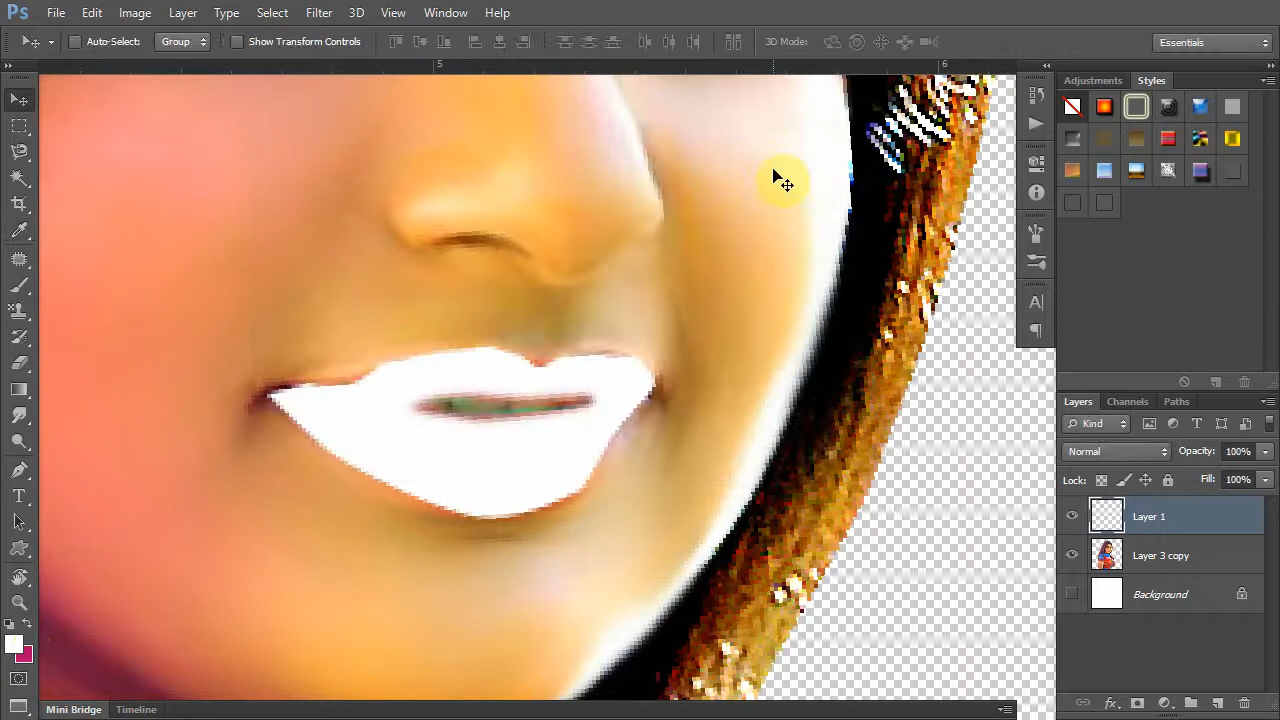 Ps File Edit Image Layer Type Select Filter 3D View Window Help
Auto-Select: Group Show Transform Controls 3D Mode: Essentials
5 6
Adjustments Styles
Layers Channels Paths
Kind
Normal Opacity: 100%
Lock: Fill: 100%
Layer 1
Layer 3 copy
Background
Mini Bridge Timeline